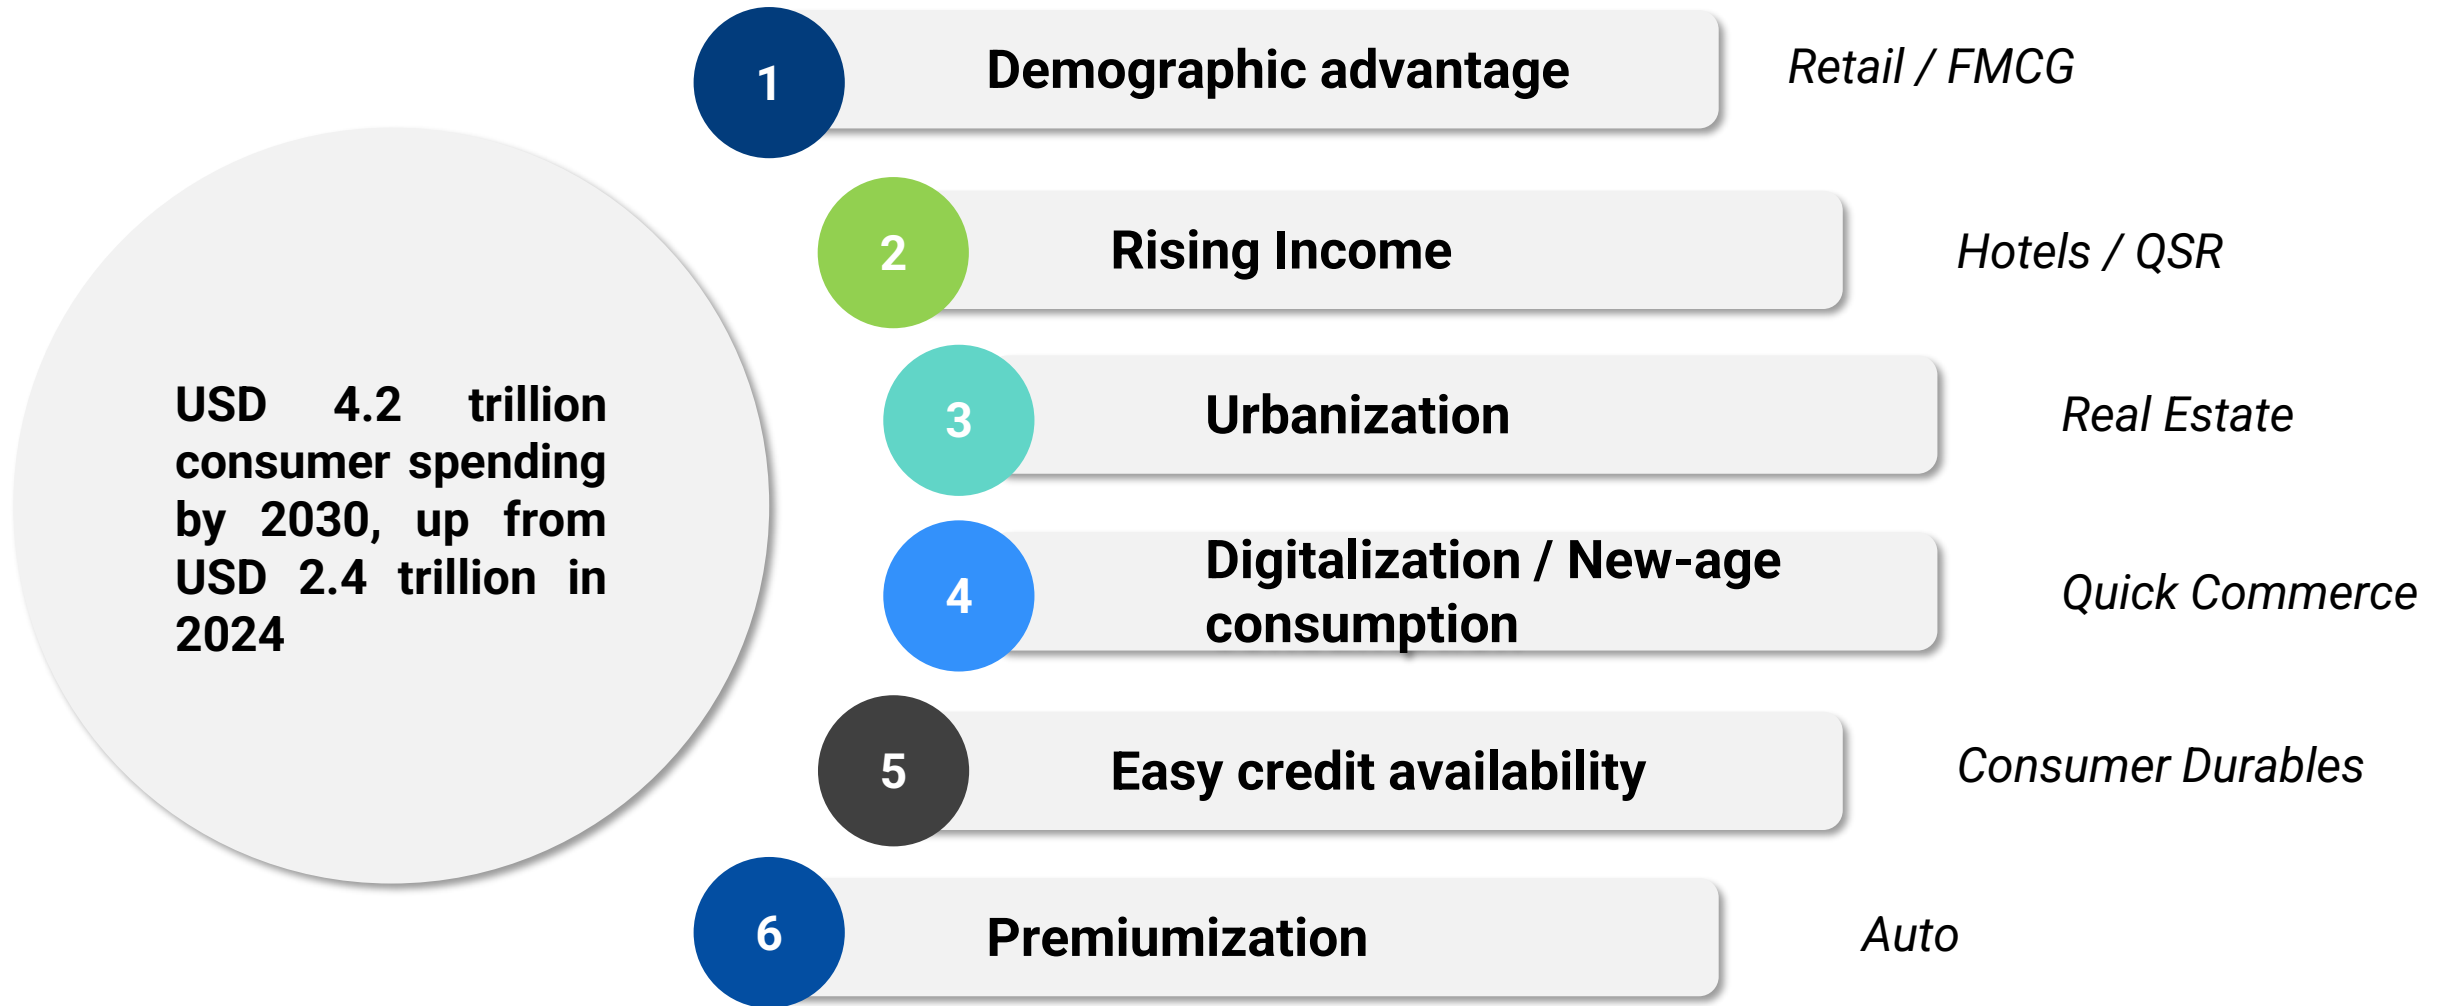 USD 4.2 trillion
consumer spending
by 2030, up from
USD 2.4 trillion in
2024
1
Demographic advantage
Retail / FMCG
2
Rising Income
Hotels / QSR
3
Urbanization
Real Estate
4
Digitalization / New-age
consumption
Quick Commerce
5
Easy credit availability
Consumer Durables
6
Premiumization
Auto